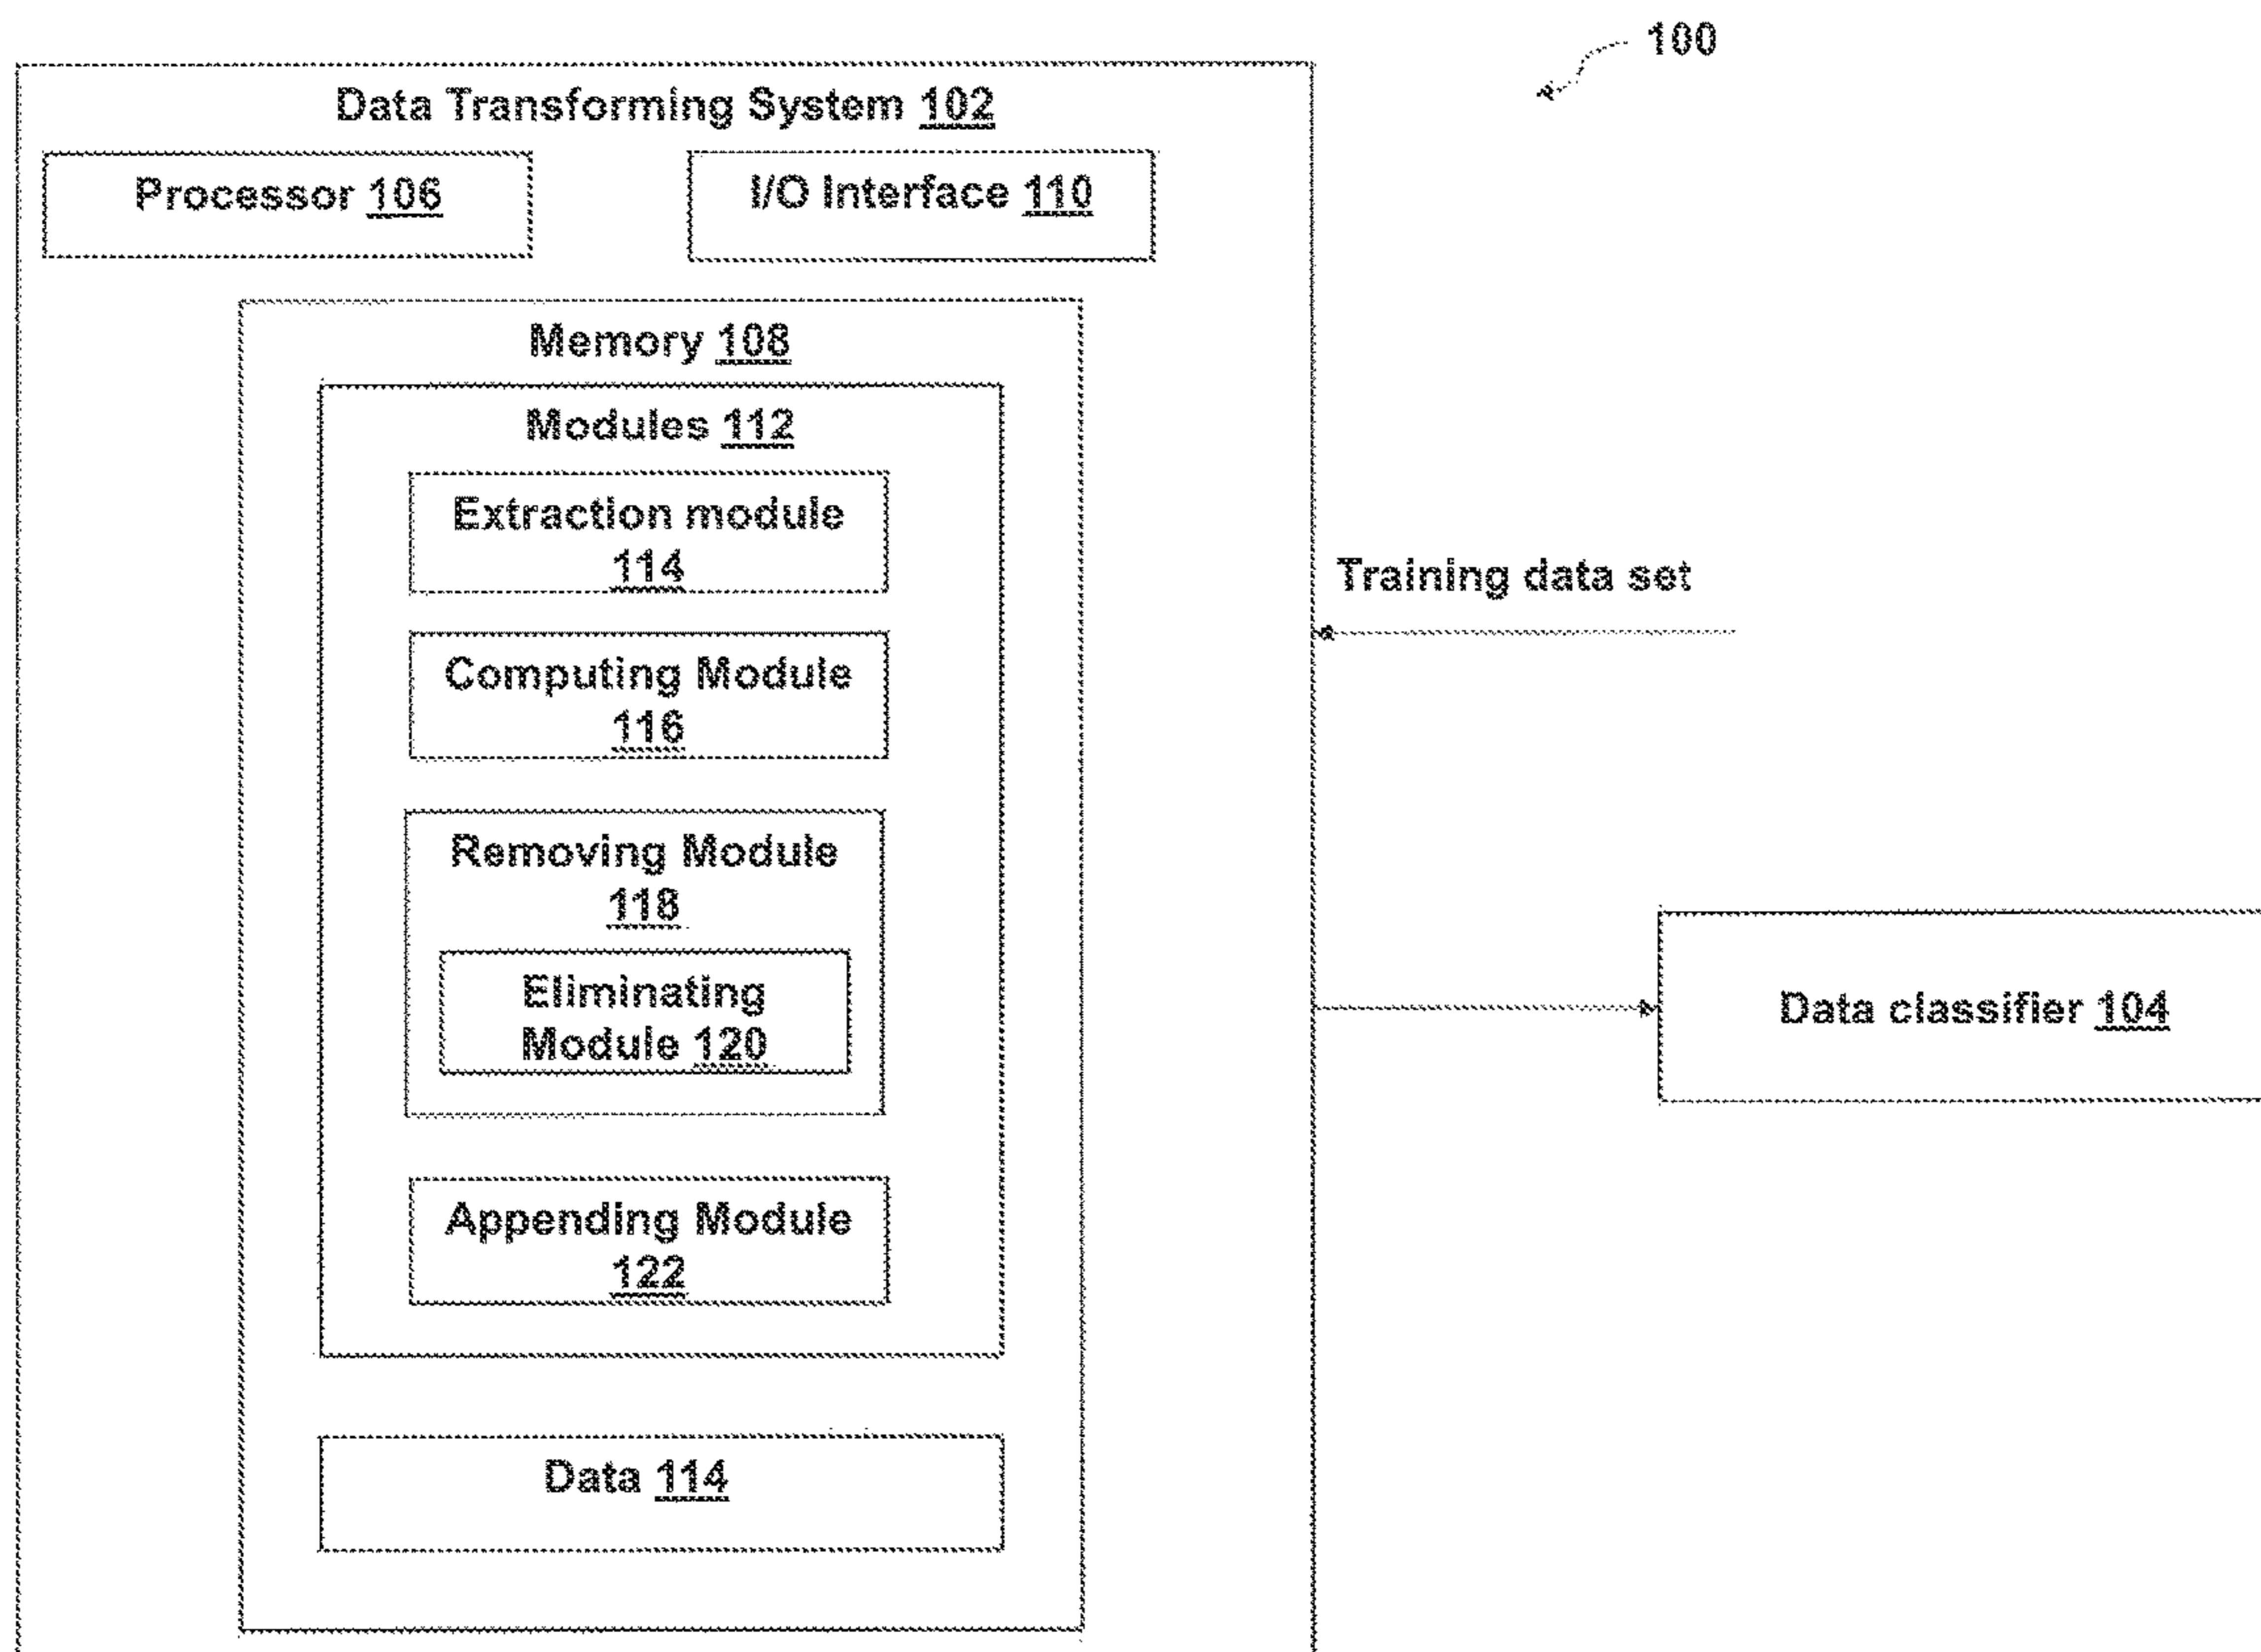 100
Data Transforming System 102
Processor 106
I/O Interface 110
Memory 108
Modules 112
Extraction module
114
Computing Module
116
Removing Module
118
Eliminating
Module 120
Appending Module
122
Data 114
Training data set
Data classifier 104